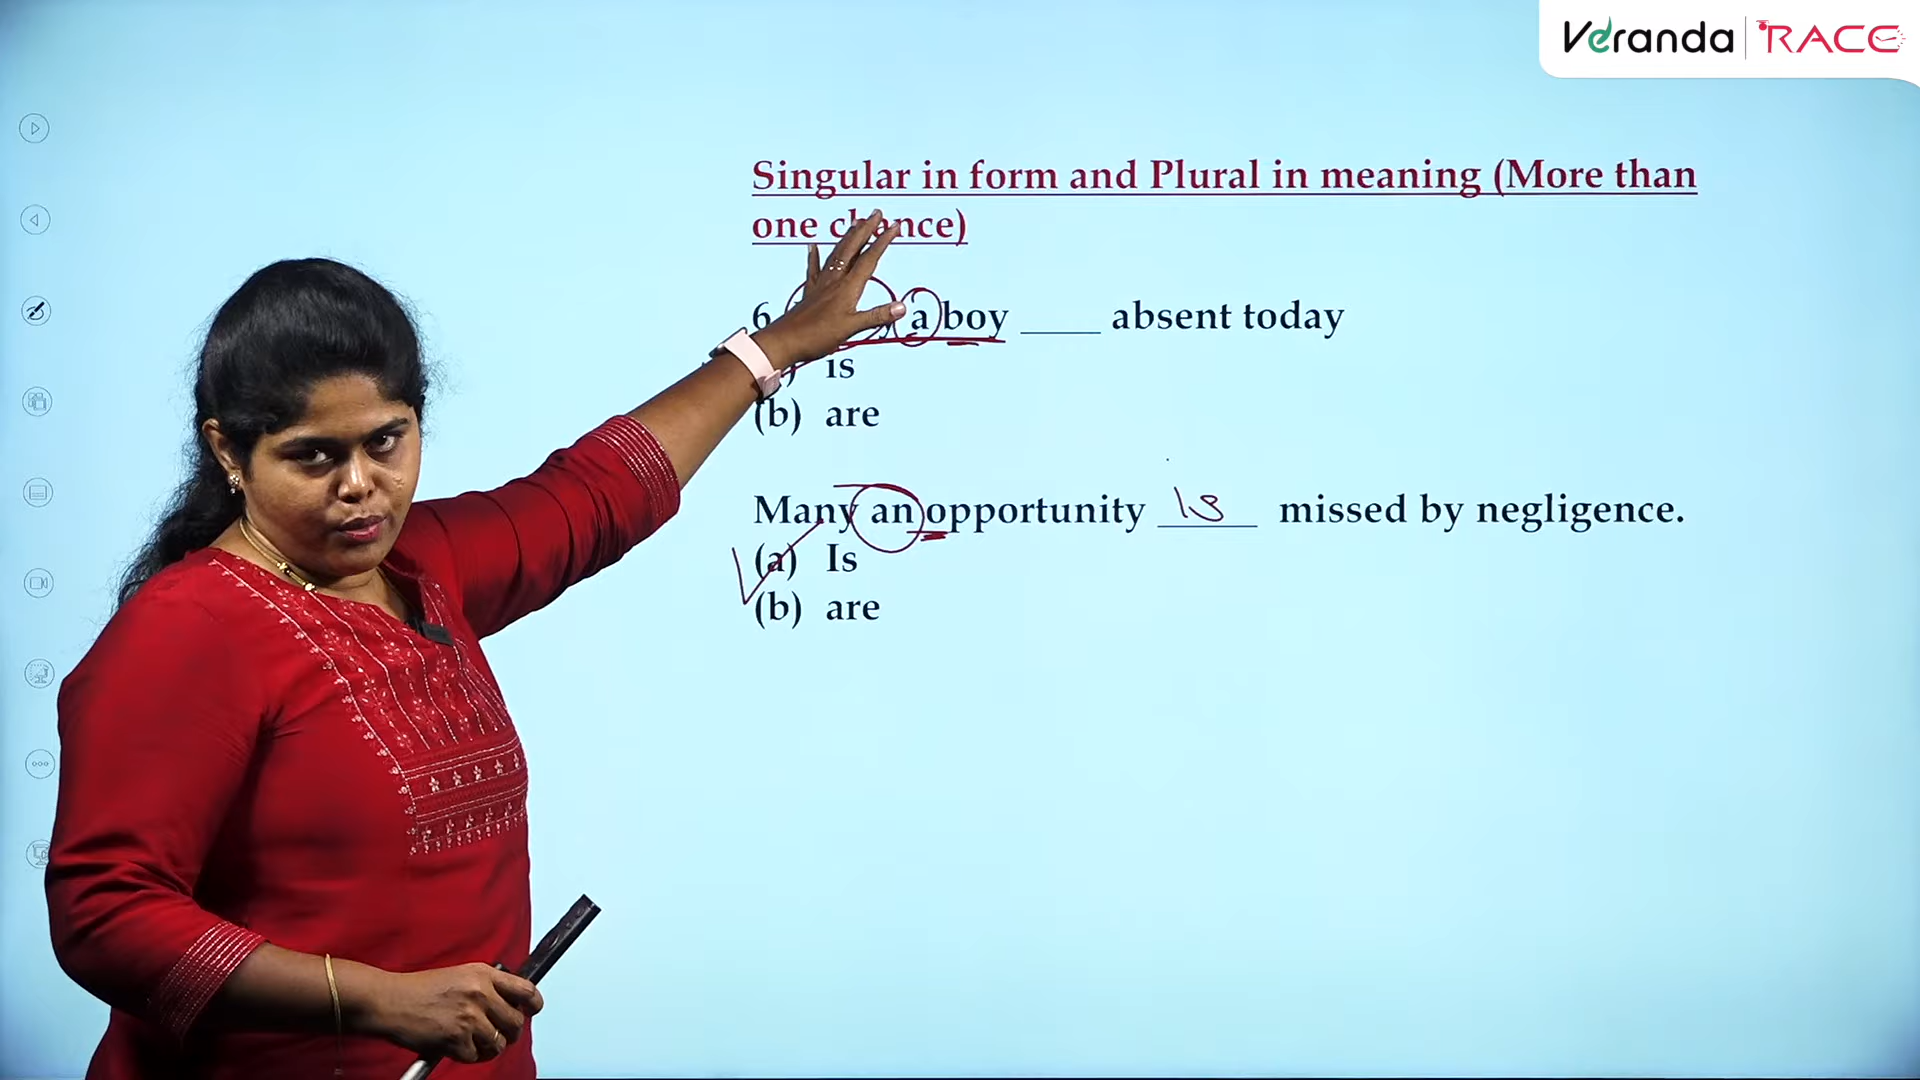 Veranda RACE
Singular in form and Plural in meaning (More than
one chance)
6 a boy ____ absent today
is
(b) are
Many an opportunity is missed by negligence.
(a) Is
(b) are